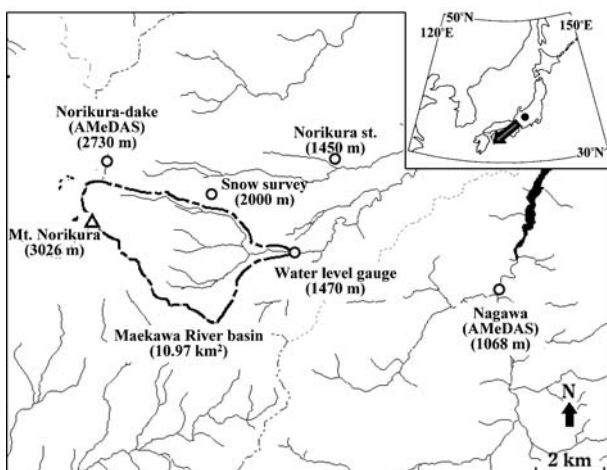 50°N
150°E
120°E
30°N
Norikura-dake
(AMeDAS)
(2730 m)
Norikura st.
(1450 m)
Snow survey
(2000 m)
Mt. Norikura
(3026 m)
Water level gauge
(1470 m)
Nagawa
(AMeDAS)
(1068 m)
Maekawa River basin
(10.97 km²)
N
2 km